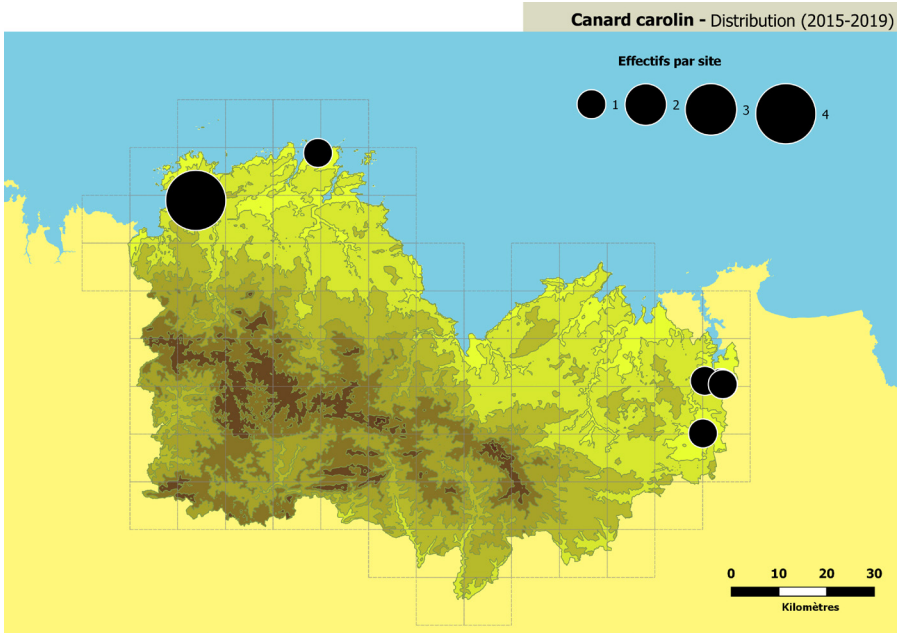 Canard carolin - Distribution (2015-2019)
Effectifs par site
1 2 3 4
0 10 20 30
Kilomètres